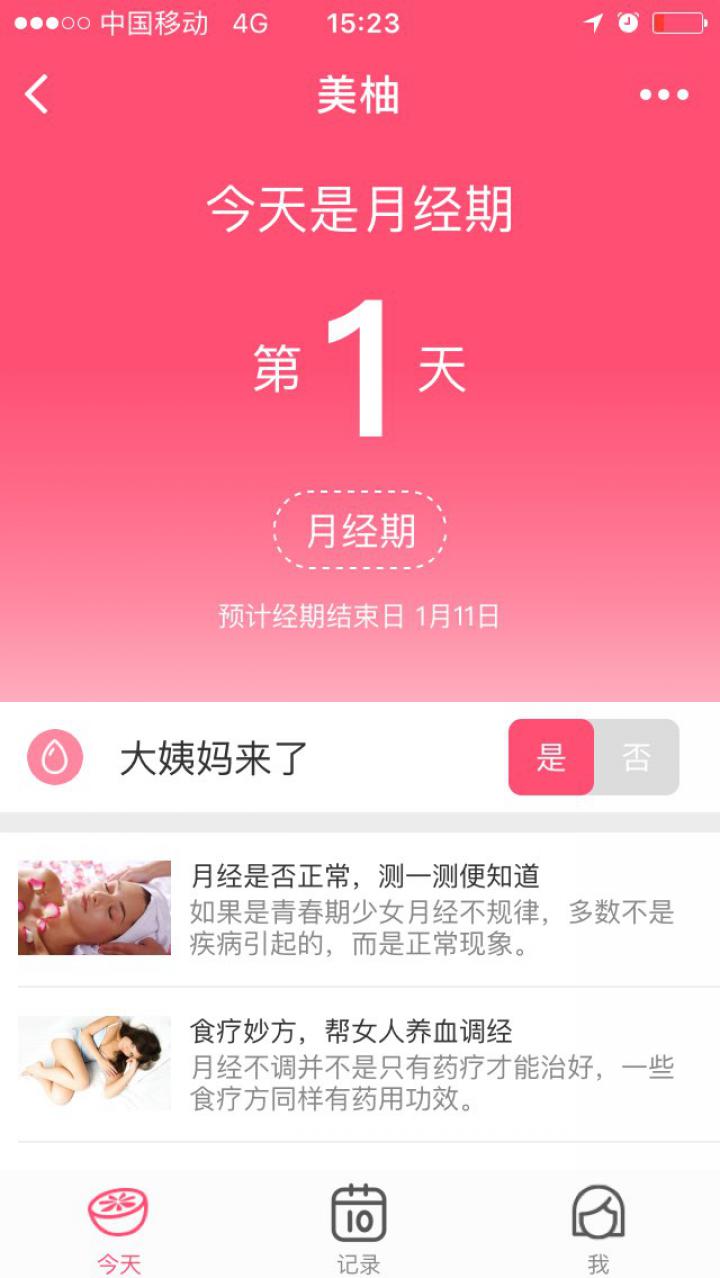 中国移动 4G 15:23
美柚
今天是月经期
第1天
月经期
预计经期结束日 1月11日
大姨妈来了 是 否
月经是否正常，测一测便知道
如果是青春期少女月经不规律，多数不是
疾病引起的，而是正常现象。
食疗妙方，帮女人养血调经
月经不调并不是只有药疗才能治好，一些
食疗方同样有药用功效。
10
今天 记录 我